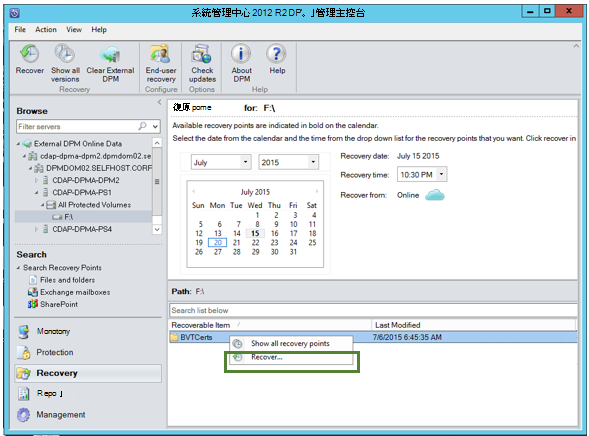 系統管理中心 2012 R2 DP。」管理主控台
File Action View Help
Recover Show all versions Clear External DPM End-user recovery Check updates About DPM Help
Recovery Configure Options Help
Browse
Filter servers
External DPM Online Data
cdap-dpma-dpm2.dpmdom02.se
DPMDOM02.SELFHOST.CORP
CDAP-DPMA-DPM2
CDAP-DPMA-PS1
All Protected Volumes
F:\
CDAP-DPMA-PS4
Search
Search Recovery Points
Files and folders
Exchange mailboxes
SharePoint
Monotony
Protection
Recovery
Repo 」
Management
復原 pome for: F:\
Available recovery points are indicated in bold on the calendar.
Select the date from the calendar and the time from the drop down list for the recovery points that you want. Click recover in
July 2015
July 2015
Sun Mon Tue Wed Thu Fri Sat
1 2 3 4
5 6 7 8 9 10 11
12 13 14 15 16 17 18
19 20 21 22 23 24 25
26 27 28 29 30 31
Recovery date: July 15 2015
Recovery time: 10:30 PM
Recover from: Online
Path: F:\
Search list below
Recoverable Item / Last Modified
BVTCerts 7/6/2015 6:45:35 AM
Show all recovery points
Recover...